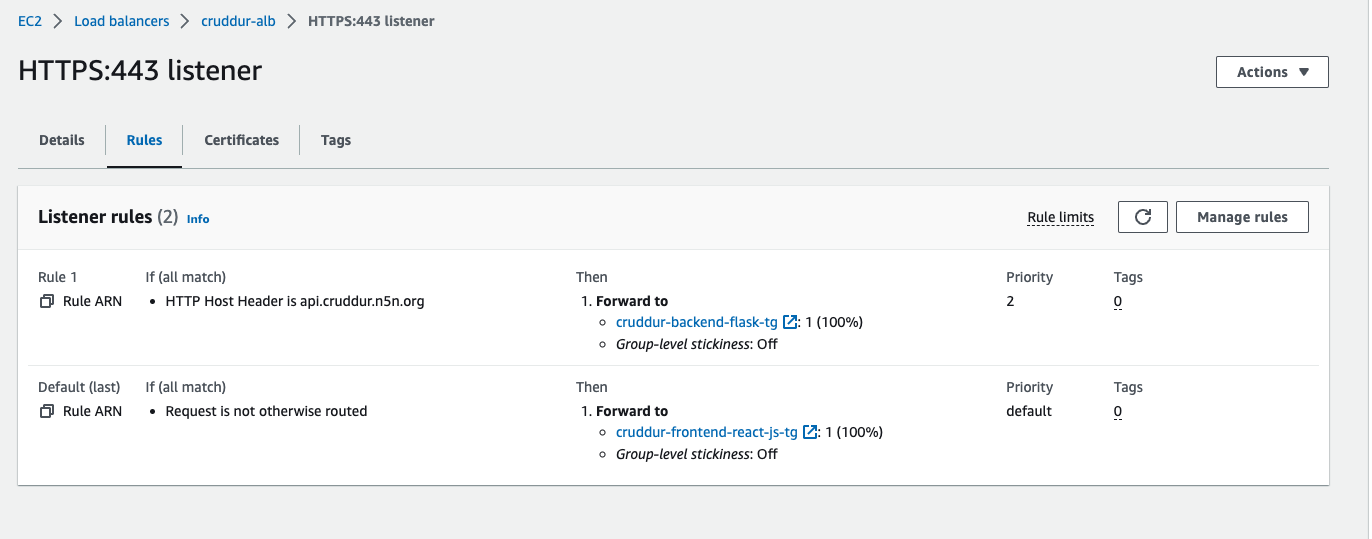 EC2 > Load balancers > cruddur-alb > HTTPS:443 listener
HTTPS:443 listener
Actions ▼
Details Rules Certificates Tags
Listener rules (2) Info
Rule limits
Manage rules
Rule 1 If (all match) Then Priority Tags
Rule ARN • HTTP Host Header is api.cruddur.n5n.org 1. Forward to 2 0
◦ cruddur-backend-flask-tg : 1 (100%)
◦ Group-level stickiness: Off
Default (last) If (all match) Then Priority Tags
Rule ARN • Request is not otherwise routed 1. Forward to default 0
◦ cruddur-frontend-react-js-tg : 1 (100%)
◦ Group-level stickiness: Off